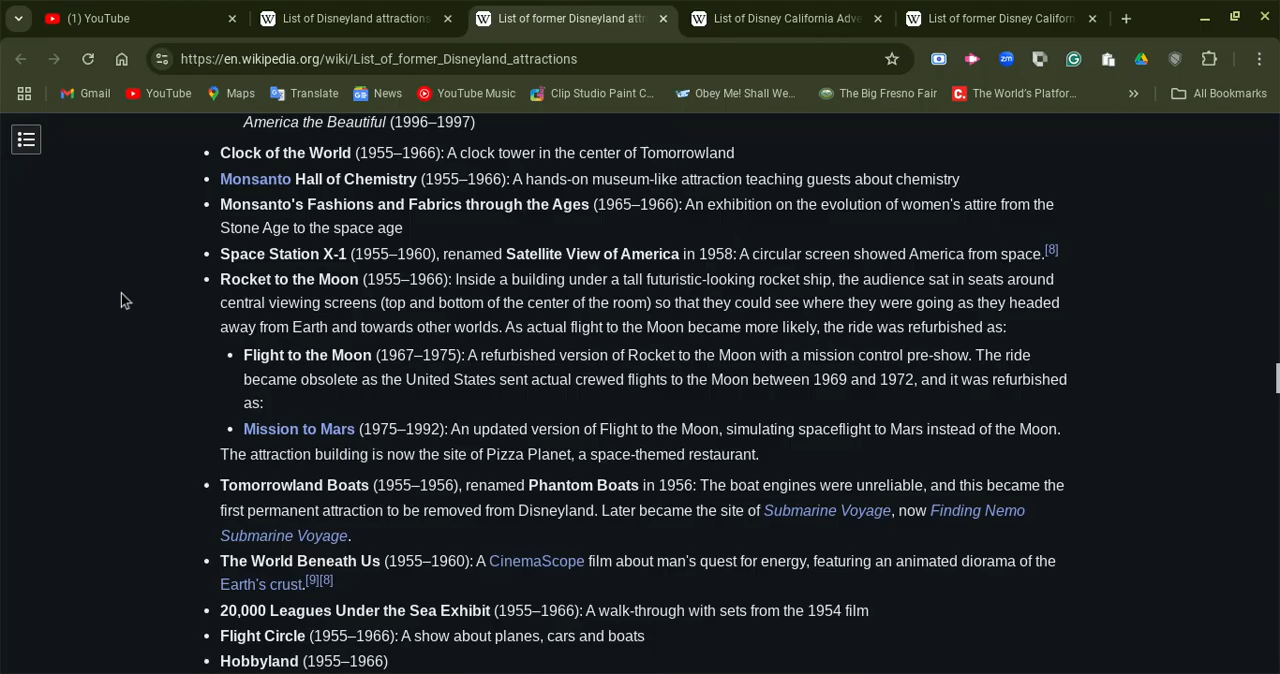 (1) YouTube
List of Disneyland attractions
List of former Disneyland attr
List of Disney California Adve
List of former Disney Californ
https://en.wikipedia.org/wiki/List_of_former_Disneyland_attractions
Gmail
YouTube
Maps
Translate
News
YouTube Music
Clip Studio Paint C...
Obey Me! Shall We...
The Big Fresno Fair
The World's Platfor...
All Bookmarks
America the Beautiful (1996–1997)
• Clock of the World (1955–1966): A clock tower in the center of Tomorrowland
• Monsanto Hall of Chemistry (1955–1966): A hands-on museum-like attraction teaching guests about chemistry
• Monsanto's Fashions and Fabrics through the Ages (1965–1966): An exhibition on the evolution of women's attire from the
Stone Age to the space age
• Space Station X-1 (1955–1960), renamed Satellite View of America in 1958: A circular screen showed America from space.[8]
• Rocket to the Moon (1955–1966): Inside a building under a tall futuristic-looking rocket ship, the audience sat in seats around
central viewing screens (top and bottom of the center of the room) so that they could see where they were going as they headed
away from Earth and towards other worlds. As actual flight to the Moon became more likely, the ride was refurbished as:
• Flight to the Moon (1967–1975): A refurbished version of Rocket to the Moon with a mission control pre-show. The ride
became obsolete as the United States sent actual crewed flights to the Moon between 1969 and 1972, and it was refurbished
as:
• Mission to Mars (1975–1992): An updated version of Flight to the Moon, simulating spaceflight to Mars instead of the Moon.
The attraction building is now the site of Pizza Planet, a space-themed restaurant.
• Tomorrowland Boats (1955–1956), renamed Phantom Boats in 1956: The boat engines were unreliable, and this became the
first permanent attraction to be removed from Disneyland. Later became the site of Submarine Voyage, now Finding Nemo
Submarine Voyage.
• The World Beneath Us (1955–1960): A CinemaScope film about man's quest for energy, featuring an animated diorama of the
Earth's crust.[9][8]
• 20,000 Leagues Under the Sea Exhibit (1955–1966): A walk-through with sets from the 1954 film
• Flight Circle (1955–1966): A show about planes, cars and boats
• Hobbyland (1955–1966)